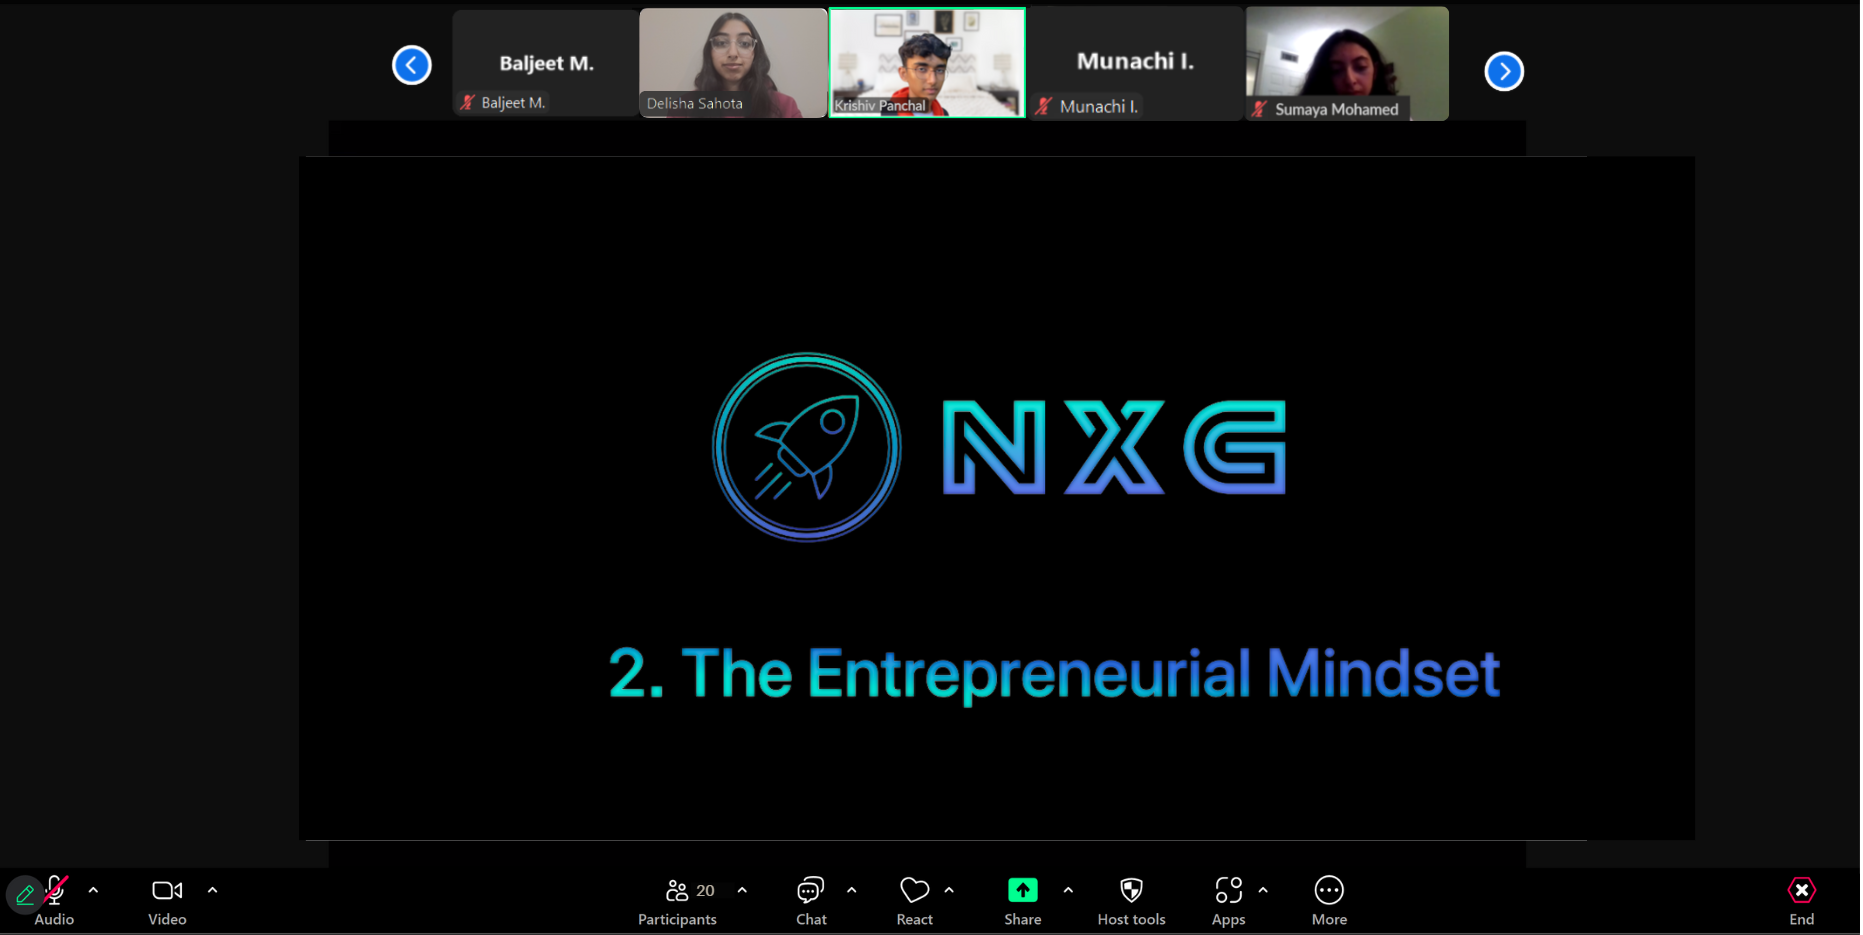 Baljeet M.
Baljeet M.
Delisha Sahota
Krishiv Panchal
Munachi I.
Munachi I.
Sumaya Mohamed
NXG
2. The Entrepreneurial Mindset
Audio
Video
20
Participants
Chat
React
Share
Host tools
Apps
More
End